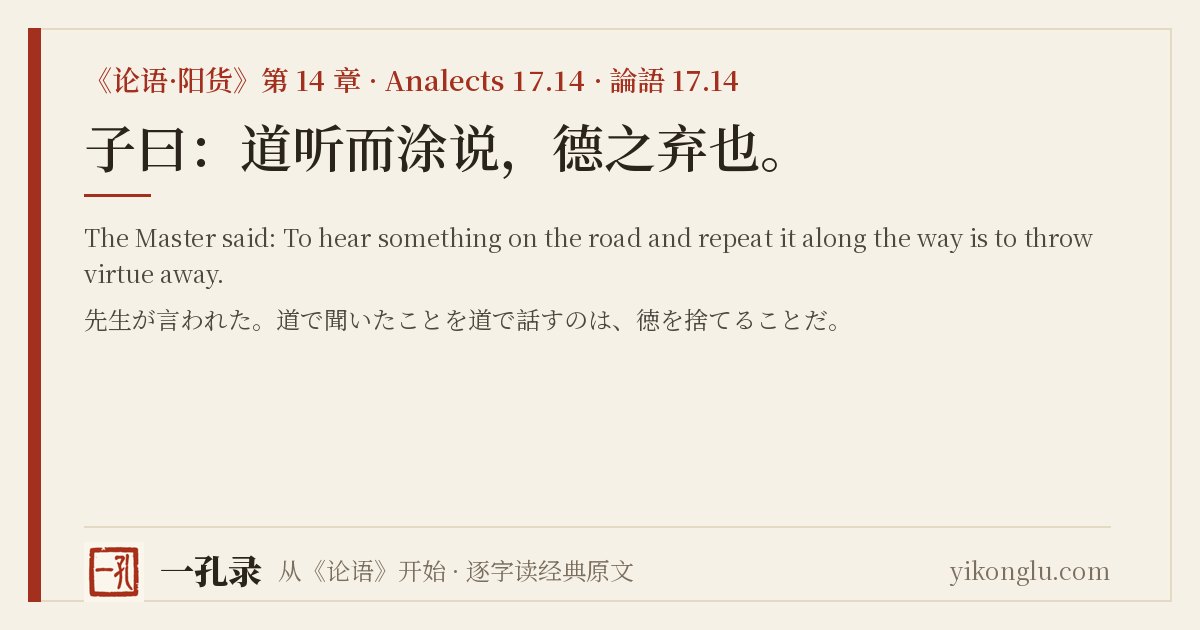 《论语·阳货》第 14 章 · Analects 17.14 · 論語 17.14
子曰：道听而涂说，德之弃也。
The Master said: To hear something on the road and repeat it along the way is to throw
virtue away.
先生が言われた。道で聞いたことを道で話すのは、徳を捨てることだ。
一孔
一孔录 从《论语》开始 · 逐字读经典原文
yikonglu.com